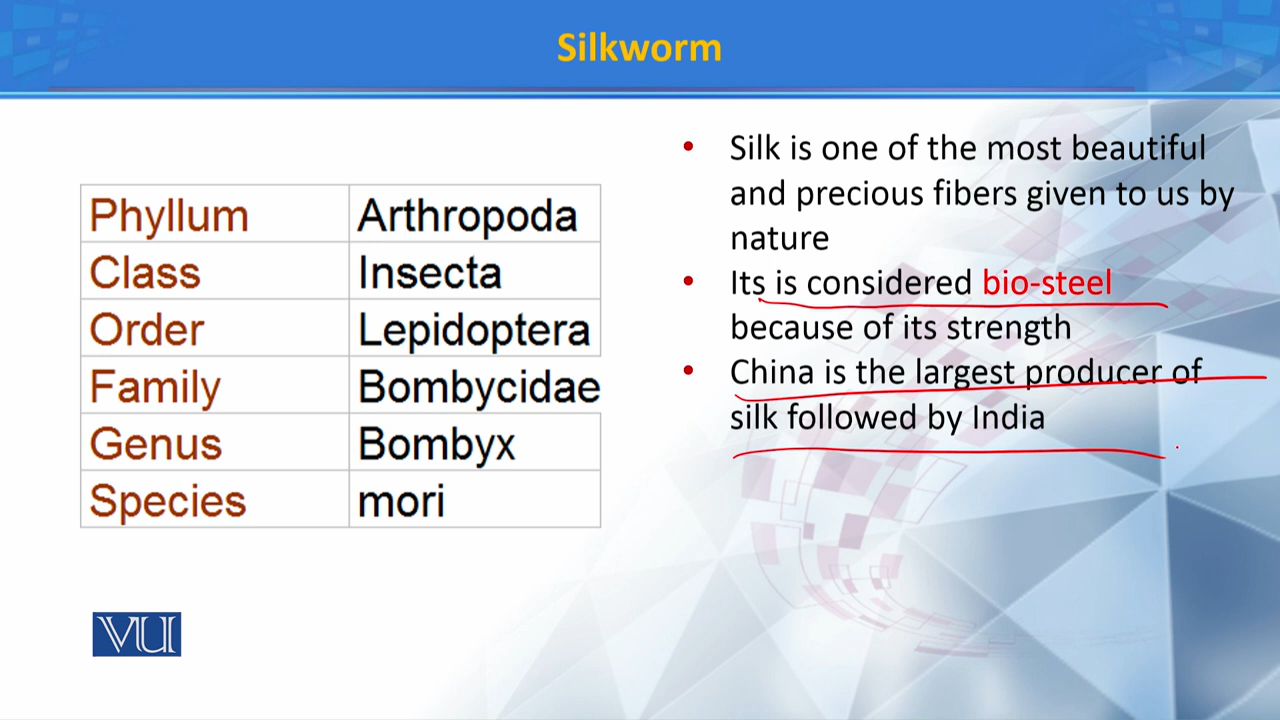 Silkworm
Phyllum Arthropoda
Class Insecta
Order Lepidoptera
Family Bombycidae
Genus Bombyx
Species mori
• Silk is one of the most beautiful
and precious fibers given to us by
nature
• Its is considered bio-steel
because of its strength
• China is the largest producer of
silk followed by India
VU